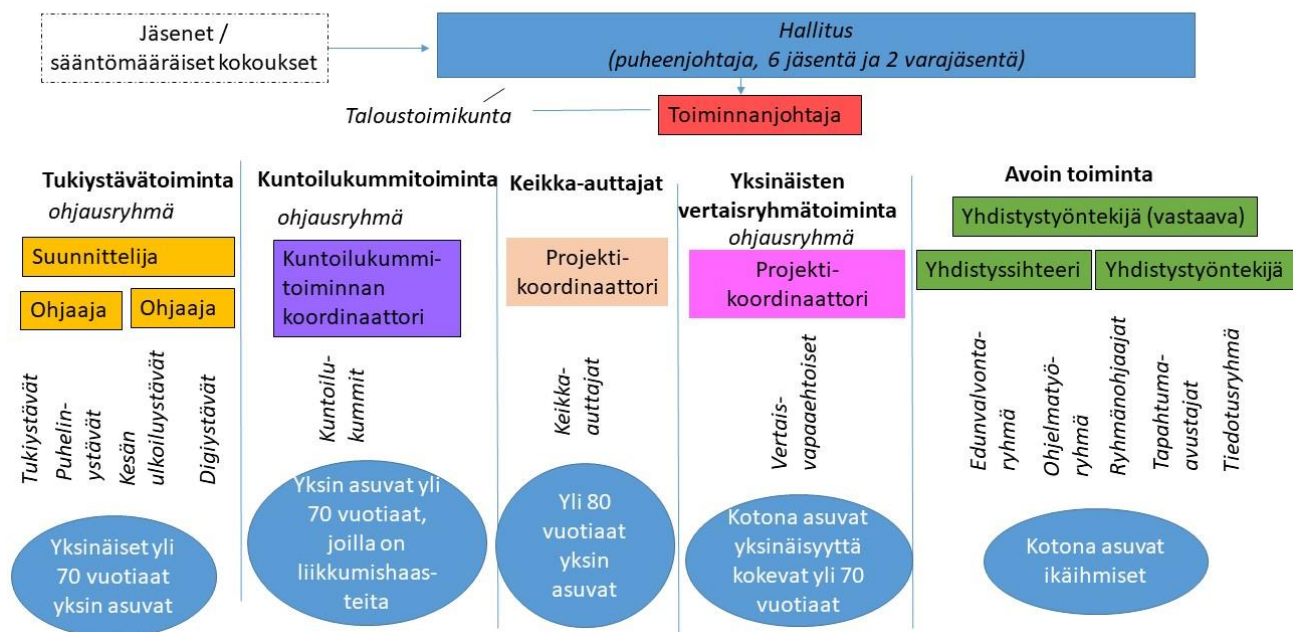 Jäsenet /
sääntömääräiset kokoukset
Hallitus
(puheenjohtaja, 6 jäsentä ja 2 varajäsentä)
Taloustoimikunta
Toiminnanjohtaja
Tukiystävätoiminta
ohjausryhmä
Suunnittelija
Ohjaaja
Ohjaaja
Tukiystävät
Puhelin-
ystävät
Kesän
ulkoiluystävät
Digiystävät
Yksinäiset yli
70 vuotiaat
yksin asuvat
Kuntoilukummitoiminta
ohjausryhmä
Kuntoilukummi-
toiminnan
koordinaattori
Kuntoilu-
kummit
Yksin asuvat yli
70 vuotiaat,
joilla on
liikkumishaas-
teita
Keikka-auttajat
Projekti-
koordinaattori
Keikka-
auttajat
Yli 80
vuotiaat
yksin
asuvat
Yksinäisten
vertaisryhmätoiminta
ohjausryhmä
Projekti-
koordinaattori
Vertais-
vapaaehtoiset
Kotona asuvat
yksinäisyyttä
kokevat yli 70
vuotiaat
Avoin toiminta
Yhdistystyöntekijä (vastaava)
Yhdistyssihteeri
Yhdistystyöntekijä
Edunvalvonta-
ryhmä
Ohjelmatyö-
ryhmä
Ryhmänohjaajat
Tapahtuma-
avustajat
Tiedotusryhmä
Kotona asuvat
ikäihmiset